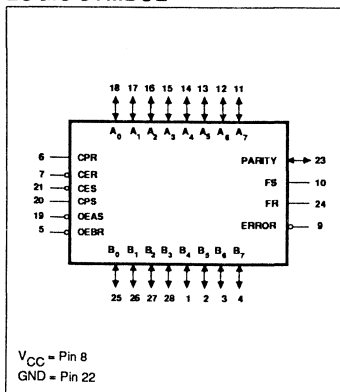 18 17 16 15 14 13 12 11
A0 A1 A2 A3 A4 A5 A6 A7
6 CPR PARITY 23
7 CER
21 CES FS 10
20 CPS FR 24
19 OEAS
5 OEBR ERROR 9
B0 B1 B2 B3 B4 B5 B6 B7
25 26 27 28 1 2 3 4
VCC = Pin 8
GND = Pin 22